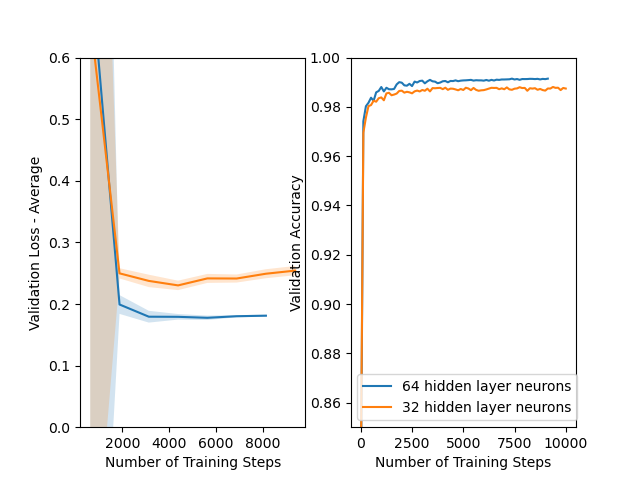 0.6
0.5
0.4
0.3
0.2
0.1
0.0
Validation Loss - Average
2000 4000 6000 8000
Number of Training Steps
1.00
0.98
0.96
0.94
0.92
0.90
0.88
0.86
Validation Accuracy
64 hidden layer neurons
32 hidden layer neurons
0 2500 5000 7500 10000
Number of Training Steps